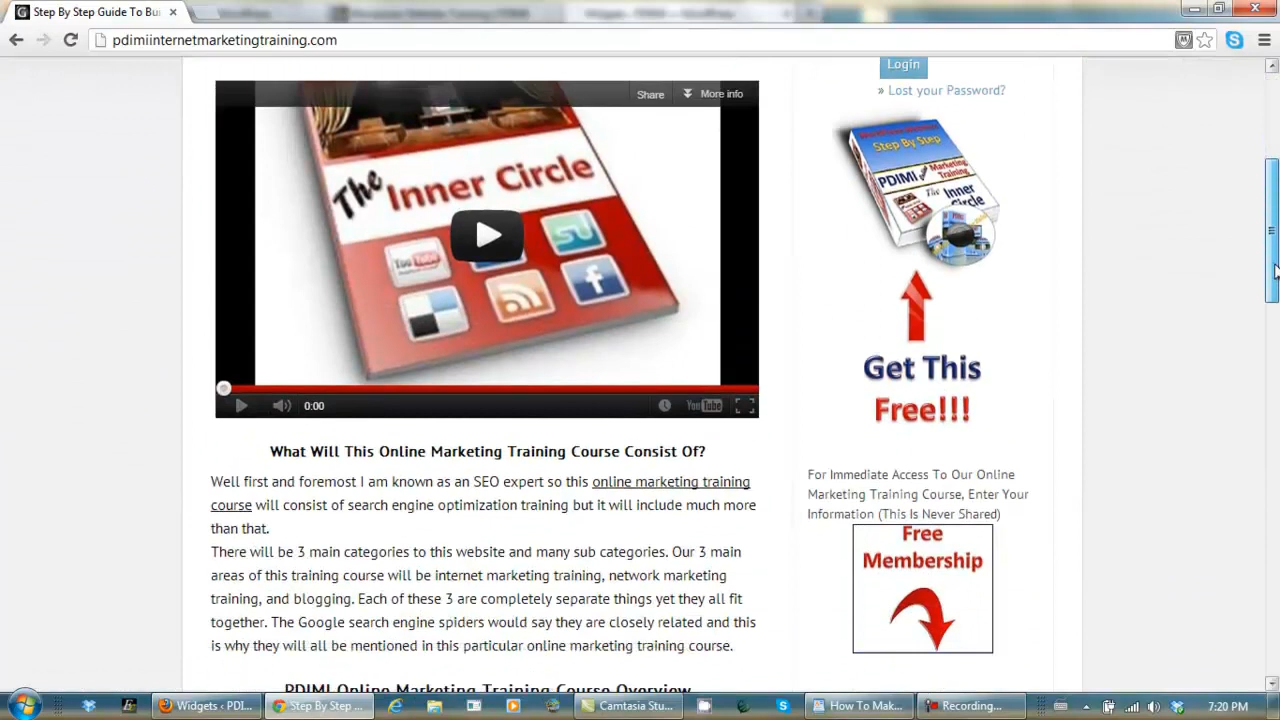 Step By Step Guide To Bui
pdimiinternetmarketingtraining.com
Login
» Lost your Password?
Share
More info
The Inner Circle
You Tube
0:00
YouTube
Step By Step
PDIMI
Marketing Training
The Inner Circle
Get This
Free!!!
What Will This Online Marketing Training Course Consist Of?
Well first and foremost I am known as an SEO expert so this online marketing training
course will consist of search engine optimization training but it will include much more
than that.
There will be 3 main categories to this website and many sub categories. Our 3 main
areas of this training course will be internet marketing training, network marketing
training, and blogging. Each of these 3 are completely separate things yet they all fit
together. The Google search engine spiders would say they are closely related and this
is why they will all be mentioned in this particular online marketing training course.
PDIMI Online Marketing Training Course Overview
For Immediate Access To Our Online
Marketing Training Course, Enter Your
Information (This Is Never Shared)
Free
Membership
Widgets ‹ PDI...
Step By Step ...
Camtasia Stu...
How To Mak...
Recording...
7:20 PM